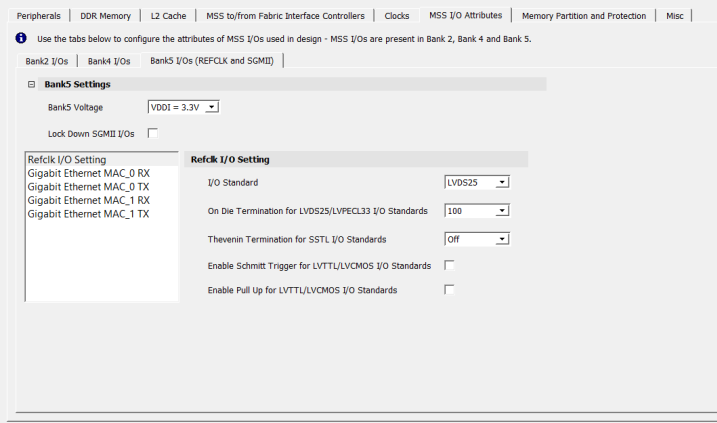 Peripherals DDR Memory L2 Cache MSS to/from Fabric Interface Controllers Clocks MSS I/O Attributes Memory Partition and Protection Misc
Use the tabs below to configure the attributes of MSS I/Os used in design - MSS I/Os are present in Bank 2, Bank 4 and Bank 5.
Bank2 I/Os Bank4 I/Os Bank5 I/Os (REFCLK and SGMII)
Bank5 Settings
Bank5 Voltage VDDI = 3.3V
Lock Down SGMII I/Os
Refclk I/O Setting
Gigabit Ethernet MAC_0 RX
Gigabit Ethernet MAC_0 TX
Gigabit Ethernet MAC_1 RX
Gigabit Ethernet MAC_1 TX
Refclk I/O Setting
I/O Standard LVDS25
On Die Termination for LVDS25/LVPECL33 I/O Standards 100
Thevenin Termination for SSTL I/O Standards Off
Enable Schmitt Trigger for LVTTL/LVCMOS I/O Standards
Enable Pull Up for LVTTL/LVCMOS I/O Standards